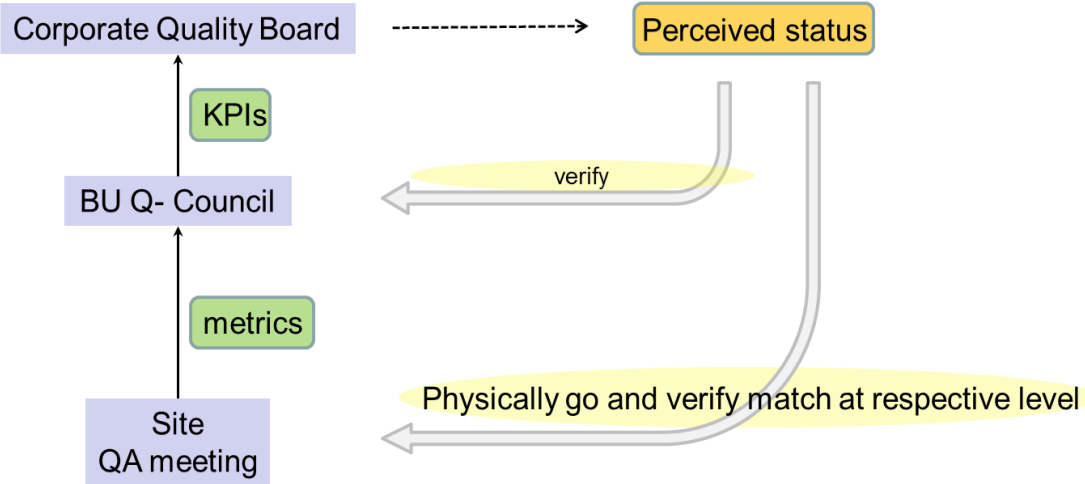 Corporate Quality Board
Perceived status
KPIs
verify
BU Q- Council
metrics
Physically go and verify match at respective level
Site
QA meeting